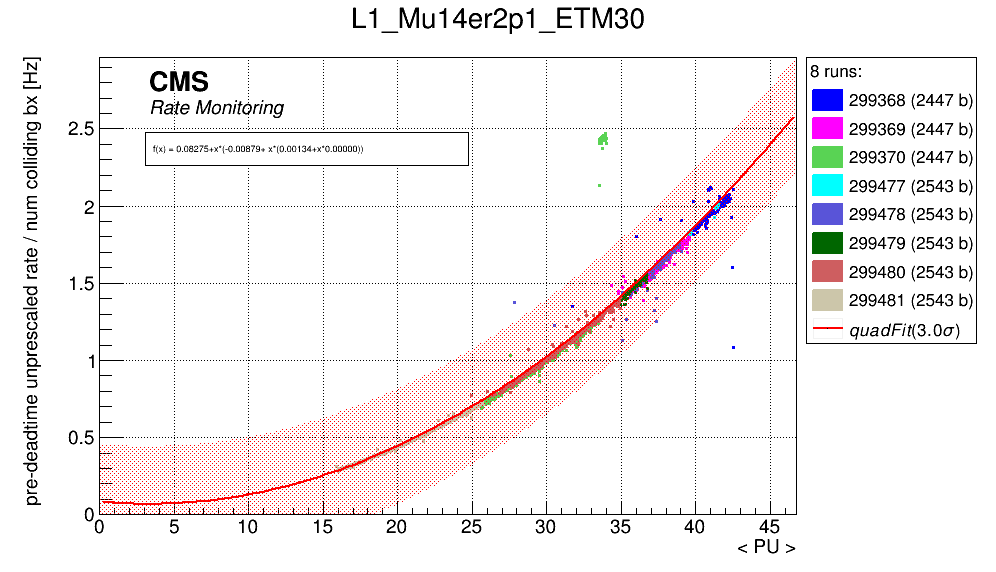 L1_Mu14er2p1_ETM30
pre-deadtime unprescaled rate / num colliding bx [Hz]
CMS
Rate Monitoring
f(x) = 0.08275+x*(-0.00879+ x*(0.00134+x*0.00000))
2.5
2
1.5
1
0.5
0
0 5 10 15 20 25 30 35 40 45
< PU >
8 runs:
299368 (2447 b)
299369 (2447 b)
299370 (2447 b)
299477 (2543 b)
299478 (2543 b)
299479 (2543 b)
299480 (2543 b)
299481 (2543 b)
quadFit(3.0σ)